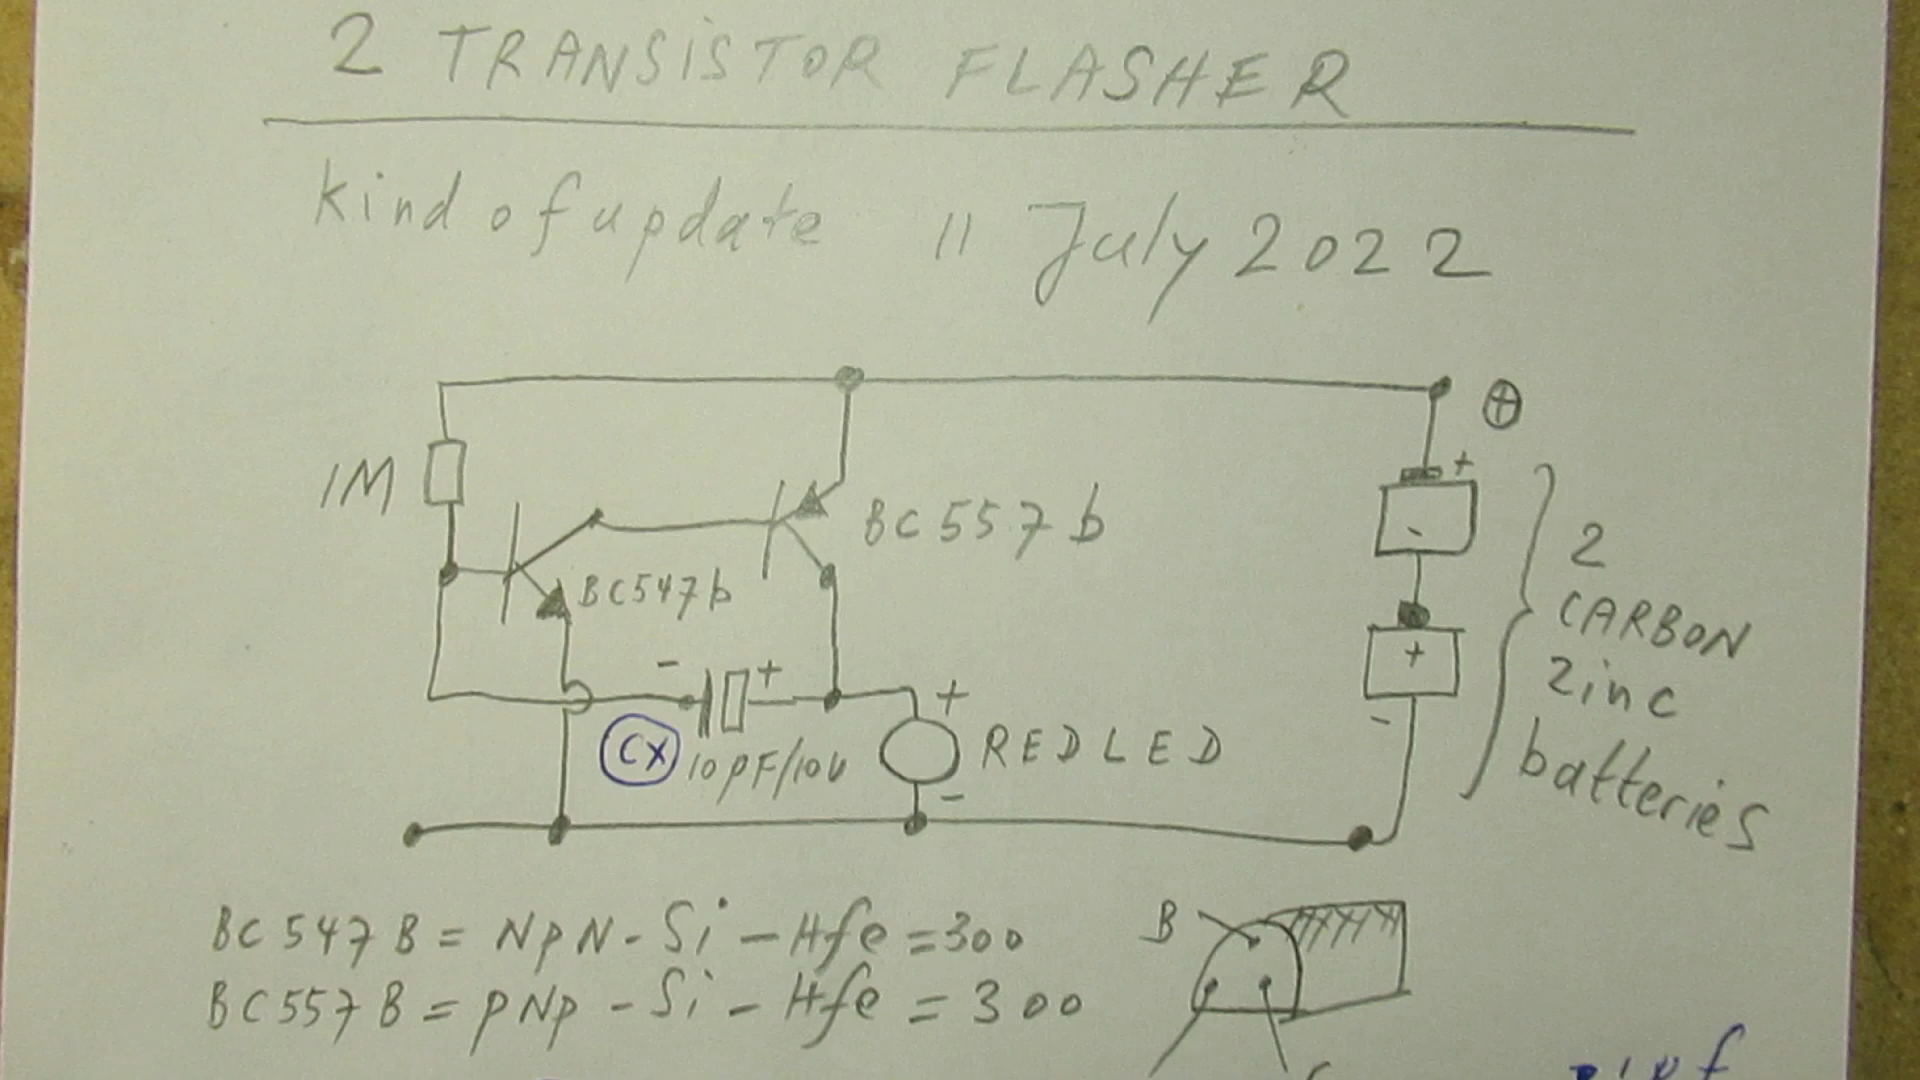 2 TRANSiSTOR FLASHER
kind of update 11 July 2022
+
1M
BC557b
+
-
BC547b
2
CARBON
Zinc
batteries
+
-
- +
CX
10pF/10V
+
RED LED
-
BC547B = NpN - Si - Hfe = 300
BC557B = pNp - Si - Hfe = 300
B